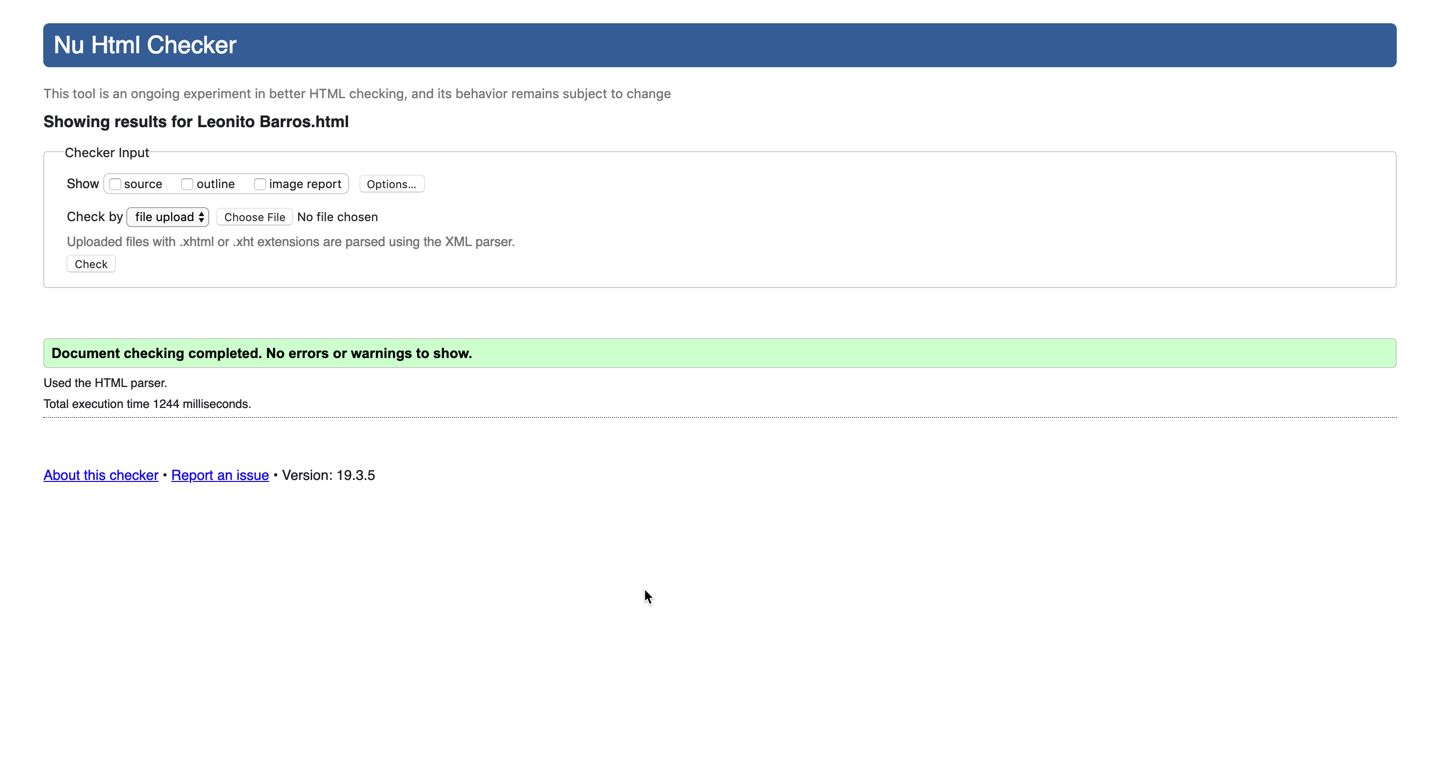 Nu Html Checker
This tool is an ongoing experiment in better HTML checking, and its behavior remains subject to change
Showing results for Leonito Barros.html
Checker Input
Show source outline image report Options...
Check by file upload Choose File No file chosen
Uploaded files with .xhtml or .xht extensions are parsed using the XML parser.
Check
Document checking completed. No errors or warnings to show.
Used the HTML parser.
Total execution time 1244 milliseconds.
About this checker • Report an issue • Version: 19.3.5